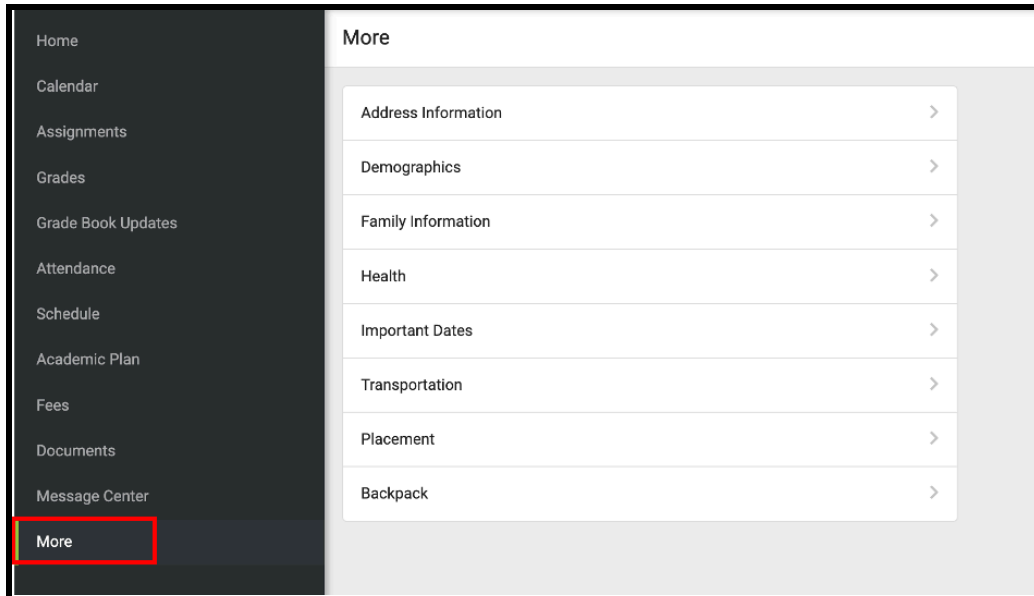 Home
Calendar
Assignments
Grades
Grade Book Updates
Attendance
Schedule
Academic Plan
Fees
Documents
Message Center
More
More
Address Information
Demographics
Family Information
Health
Important Dates
Transportation
Placement
Backpack